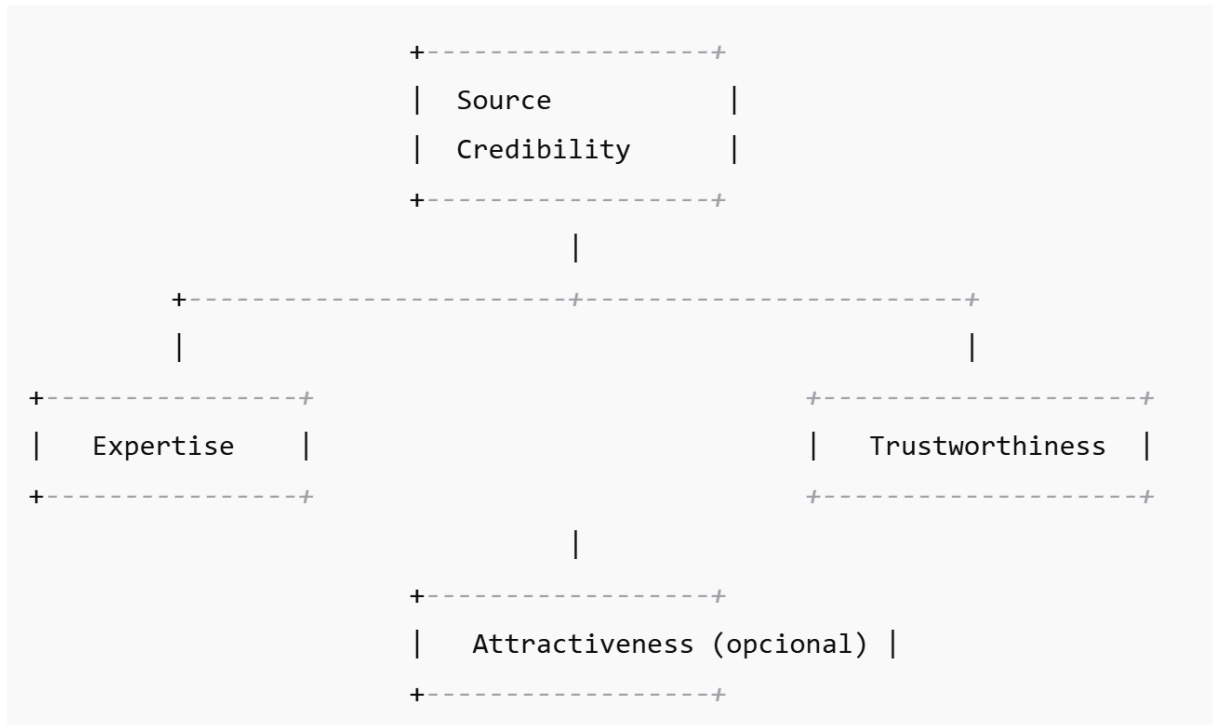 Source
Credibility
Expertise
Trustworthiness
Attractiveness (opcional)